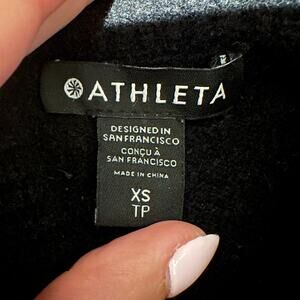 ATHLETA
DESIGNED IN
SAN FRANCISCO
CONÇU À
SAN FRANCISCO
MADE IN CHINA
XS
TP